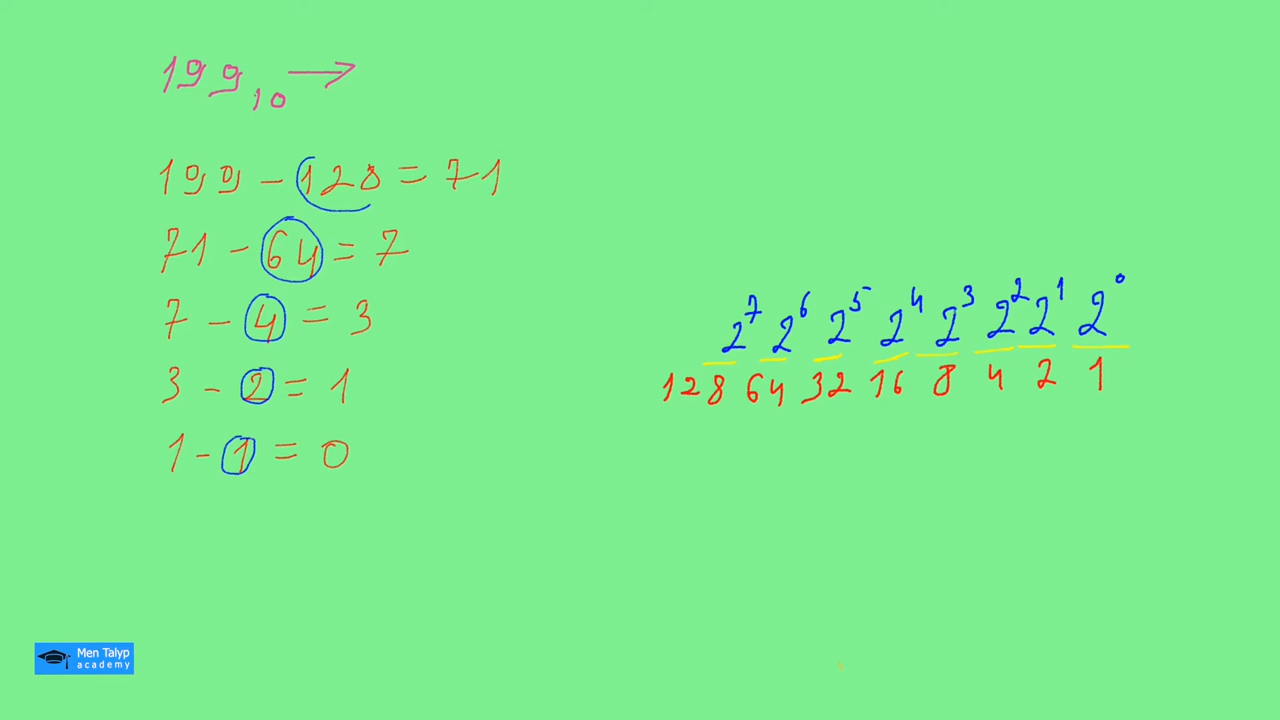 199₁₀ →
199 - 128 = 71
71 - 64 = 7
7 - 4 = 3
3 - 2 = 1
1 - 1 = 0
2⁷ 2⁶ 2⁵ 2⁴ 2³ 2² 2¹ 2⁰
128 64 32 16 8 4 2 1
Men Talyp
academy